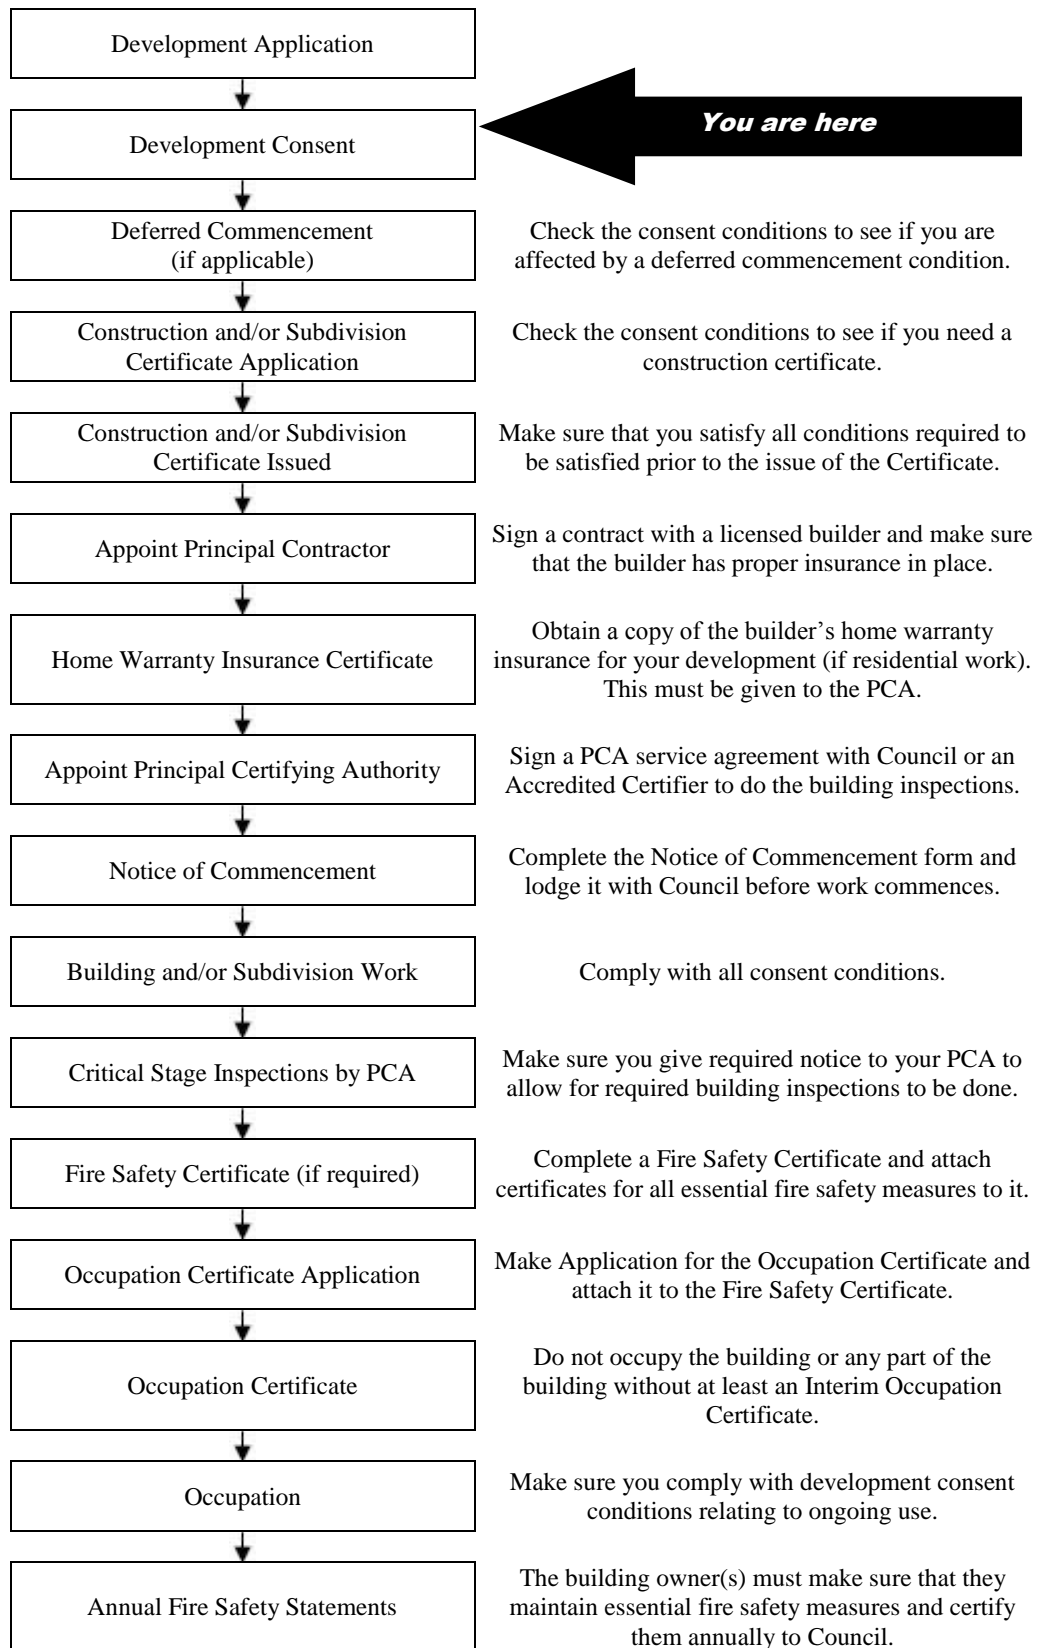 Development Application
Development Consent
You are here
Deferred Commencement
(if applicable)
Check the consent conditions to see if you are
affected by a deferred commencement condition.
Construction and/or Subdivision
Certificate Application
Check the consent conditions to see if you need a
construction certificate.
Construction and/or Subdivision
Certificate Issued
Make sure that you satisfy all conditions required to
be satisfied prior to the issue of the Certificate.
Appoint Principal Contractor
Sign a contract with a licensed builder and make sure
that the builder has proper insurance in place.
Home Warranty Insurance Certificate
Obtain a copy of the builder’s home warranty
insurance for your development (if residential work).
This must be given to the PCA.
Appoint Principal Certifying Authority
Sign a PCA service agreement with Council or an
Accredited Certifier to do the building inspections.
Notice of Commencement
Complete the Notice of Commencement form and
lodge it with Council before work commences.
Building and/or Subdivision Work
Comply with all consent conditions.
Critical Stage Inspections by PCA
Make sure you give required notice to your PCA to
allow for required building inspections to be done.
Fire Safety Certificate (if required)
Complete a Fire Safety Certificate and attach
certificates for all essential fire safety measures to it.
Occupation Certificate Application
Make Application for the Occupation Certificate and
attach it to the Fire Safety Certificate.
Occupation Certificate
Do not occupy the building or any part of the
building without at least an Interim Occupation
Certificate.
Occupation
Make sure you comply with development consent
conditions relating to ongoing use.
Annual Fire Safety Statements
The building owner(s) must make sure that they
maintain essential fire safety measures and certify
them annually to Council.